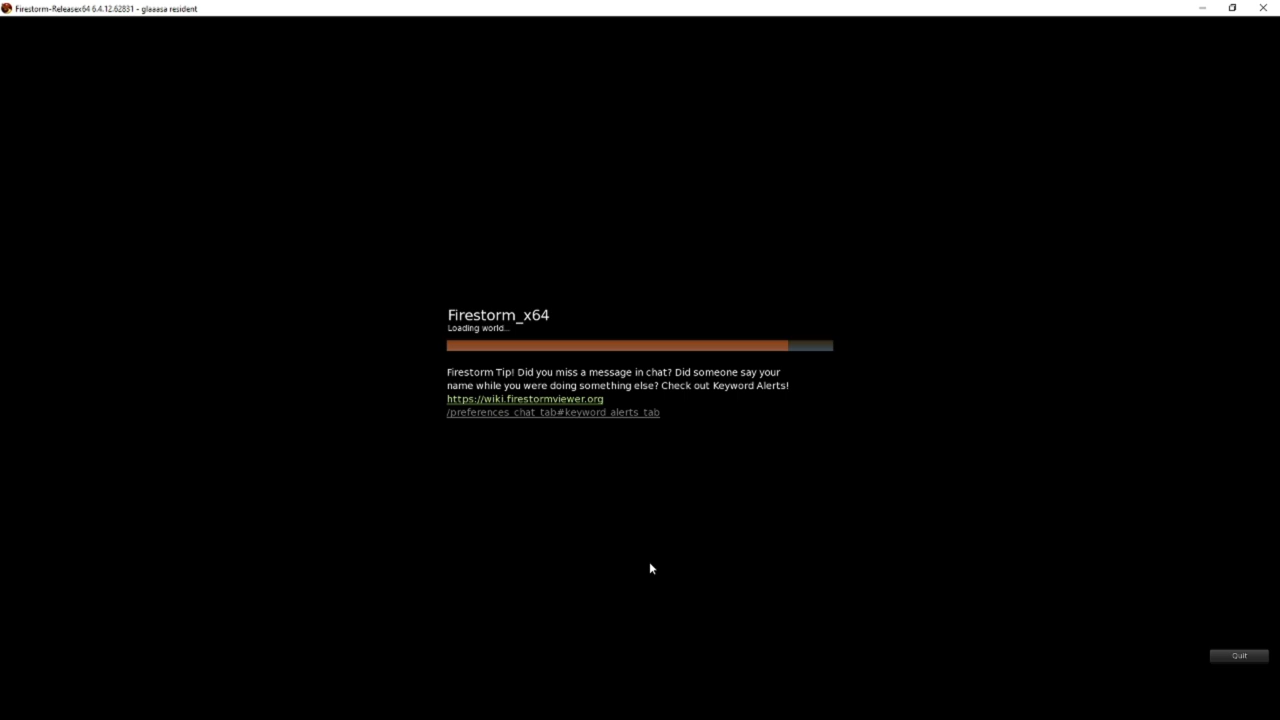 Firestorm-Releasex64 6.4.12.62831 - glaaasa resident
Firestorm_x64
Loading world...
Firestorm Tip! Did you miss a message in chat? Did someone say your
name while you were doing something else? Check out Keyword Alerts!
https://wiki.firestormviewer.org
/preferences_chat_tab#keyword_alerts_tab
Quit